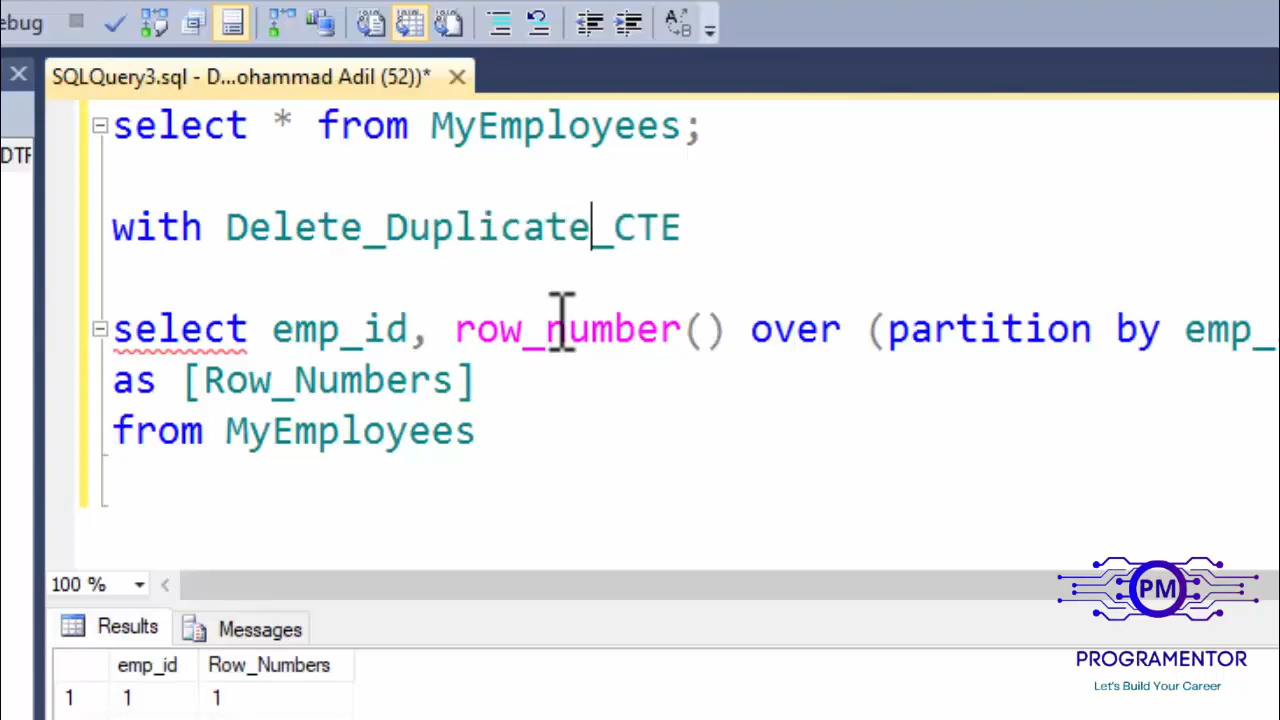 ebug
SQLQuery3.sql - D...ohammad Adil (52))*
DTF
select * from MyEmployees;
with Delete_Duplicate_CTE
select emp_id, row_number() over (partition by emp_
as [Row_Numbers]
from MyEmployees
100 %
Results Messages
emp_id Row_Numbers
1 1 1
PM
PROGRAMENTOR
Let's Build Your Career